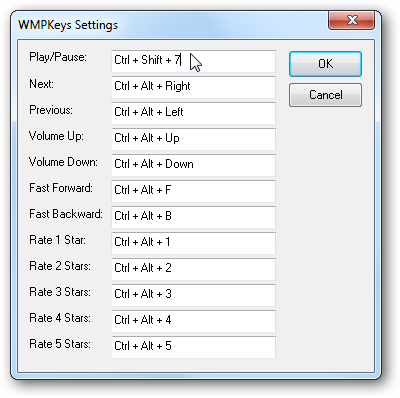 WMPKeys Settings
Play/Pause: Ctrl + Shift + 7 OK
Next: Ctrl + Alt + Right Cancel
Previous: Ctrl + Alt + Left
Volume Up: Ctrl + Alt + Up
Volume Down: Ctrl + Alt + Down
Fast Forward: Ctrl + Alt + F
Fast Backward: Ctrl + Alt + B
Rate 1 Star: Ctrl + Alt + 1
Rate 2 Stars: Ctrl + Alt + 2
Rate 3 Stars: Ctrl + Alt + 3
Rate 4 Stars: Ctrl + Alt + 4
Rate 5 Stars: Ctrl + Alt + 5